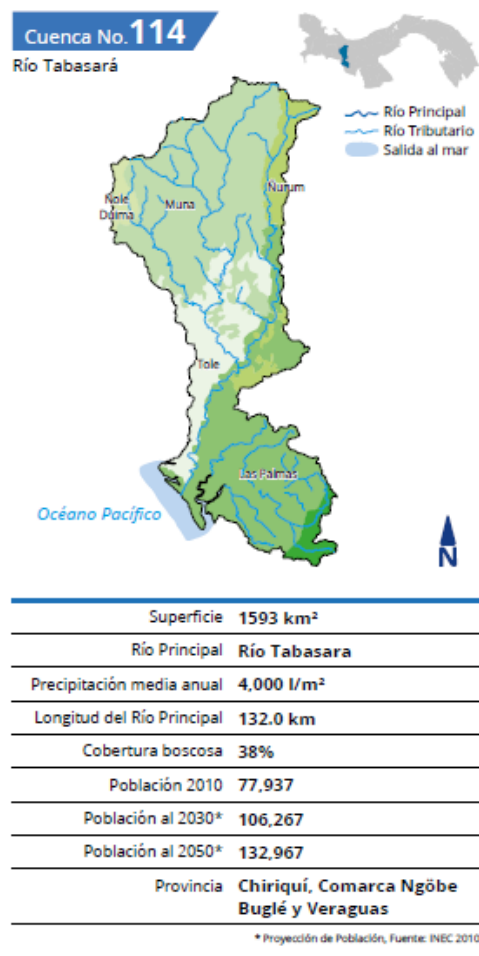 Cuenca No. 114
Río Tabasará
Río Principal
Río Tributario
Salida al mar
Ñurum
Nole
Duima
Muna
Tole
Las Palmas
Océano Pacífico
N
Superficie 1593 km²
Río Principal Río Tabasara
Precipitación media anual 4,000 l/m²
Longitud del Río Principal 132.0 km
Cobertura boscosa 38%
Población 2010 77,937
Población al 2030* 106,267
Población al 2050* 132,967
Provincia Chiriquí, Comarca Ngöbe
Buglé y Veraguas
* Proyección de Población, Fuente: INEC 2010